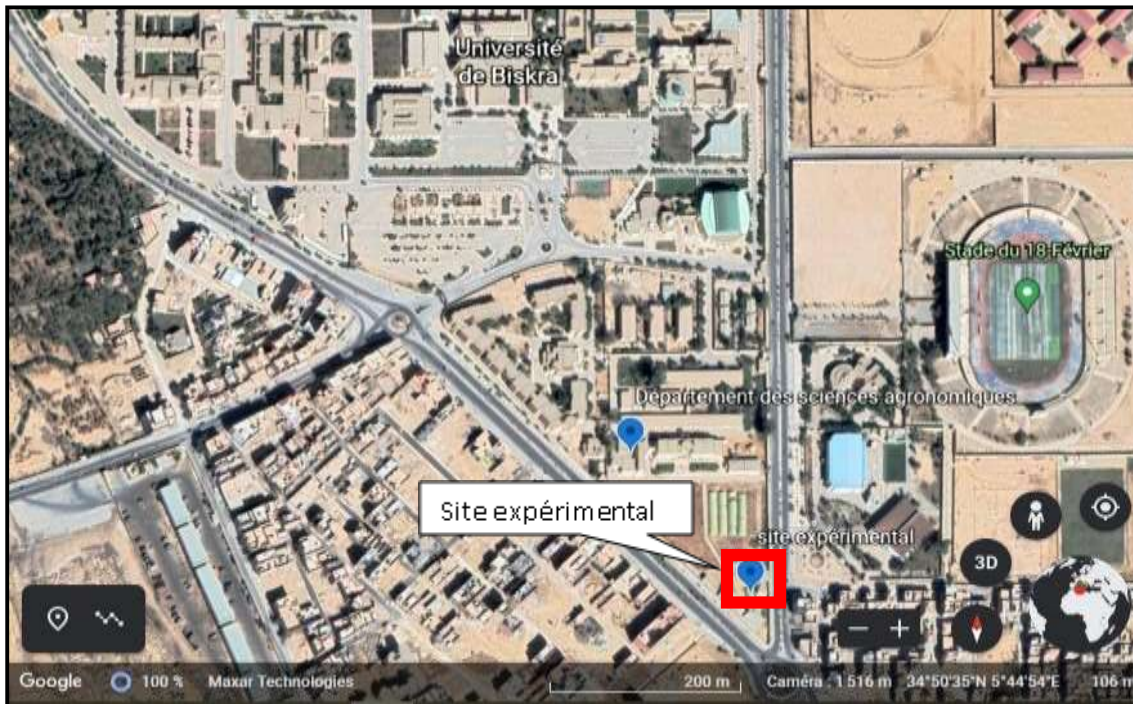 Université
de Biskra
Stade du 18-Février
Département des sciences agronomiques
Site expérimental
site expérimental
3D
Google
100 %
Maxar Technologies
200 m
Caméra : 1 516 m
34°50'35"N 5°44'54"E
106 m